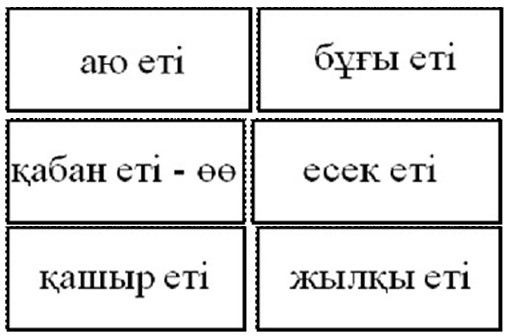 аю еті
бұғы еті
қабан еті - өө
есек еті
қашыр еті
жылқы еті